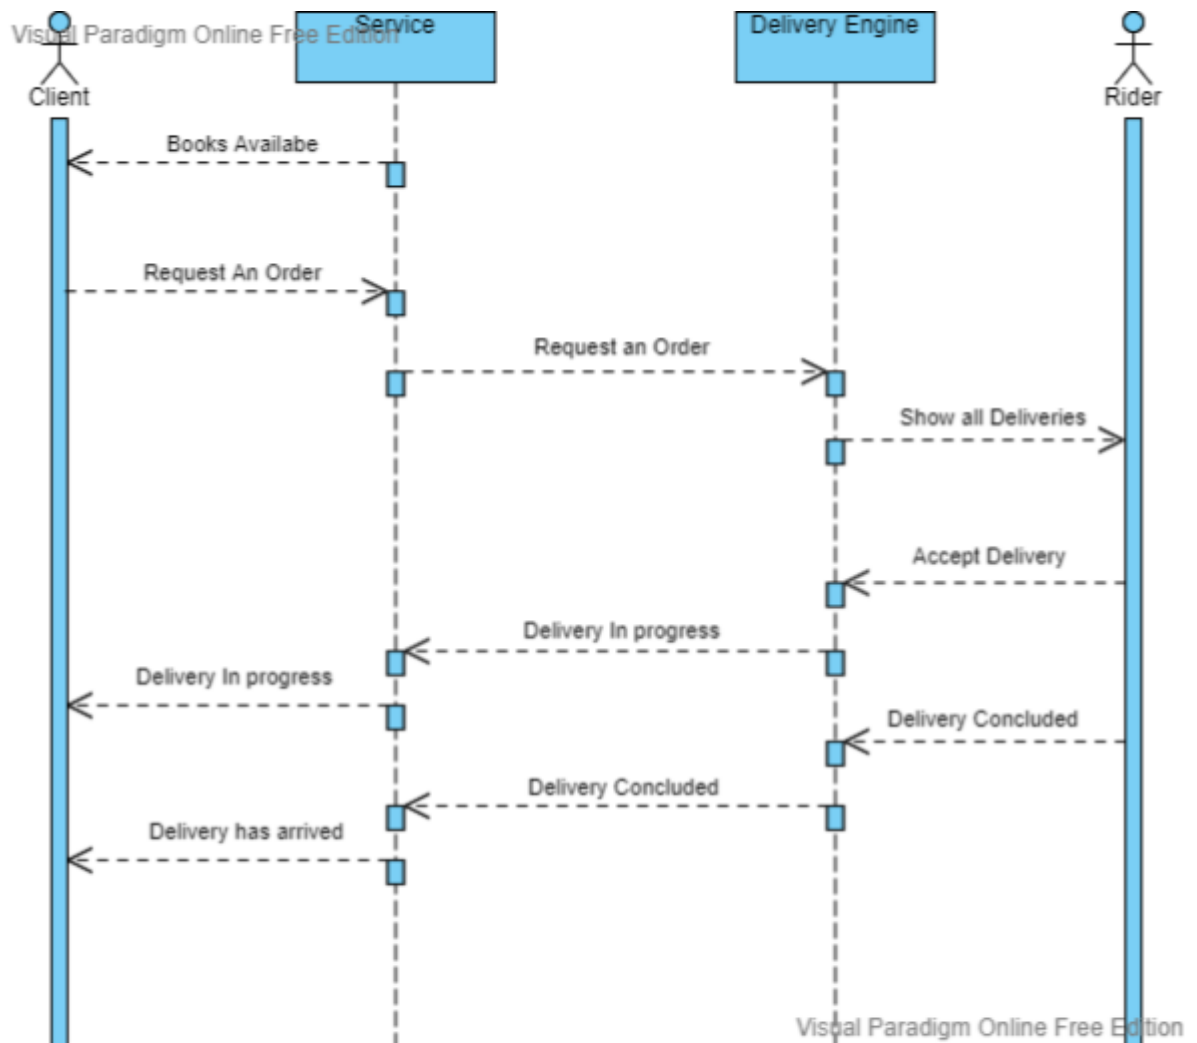 Visual Paradigm Online Free Edition
Service
Delivery Engine
Client
Rider
Books Availabe
Request An Order
Request an Order
Show all Deliveries
Accept Delivery
Delivery In progress
Delivery In progress
Delivery Concluded
Delivery Concluded
Delivery has arrived
Visual Paradigm Online Free Edition